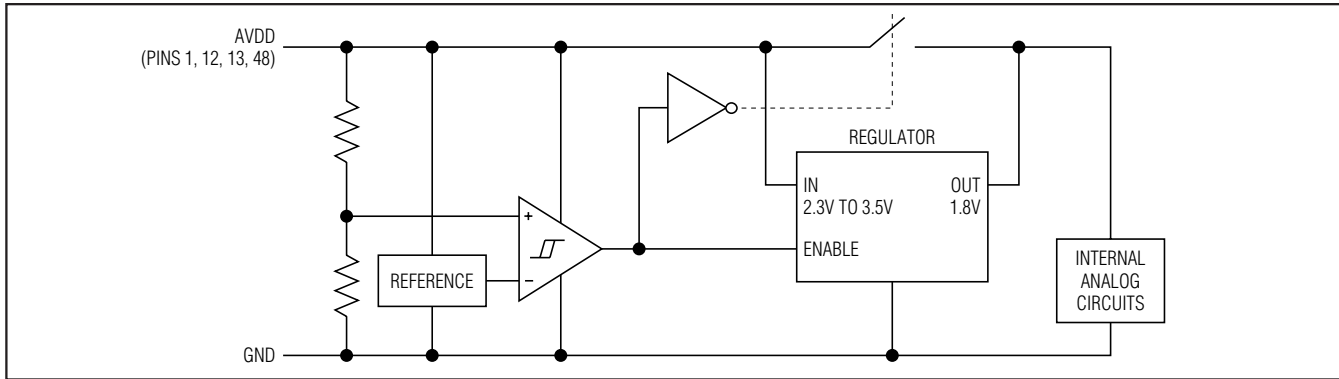 AVDD
(PINS 1, 12, 13, 48)
REGULATOR
IN
OUT
2.3V TO 3.5V
1.8V
+
ENABLE
REFERENCE
−
INTERNAL
ANALOG
CIRCUITS
GND